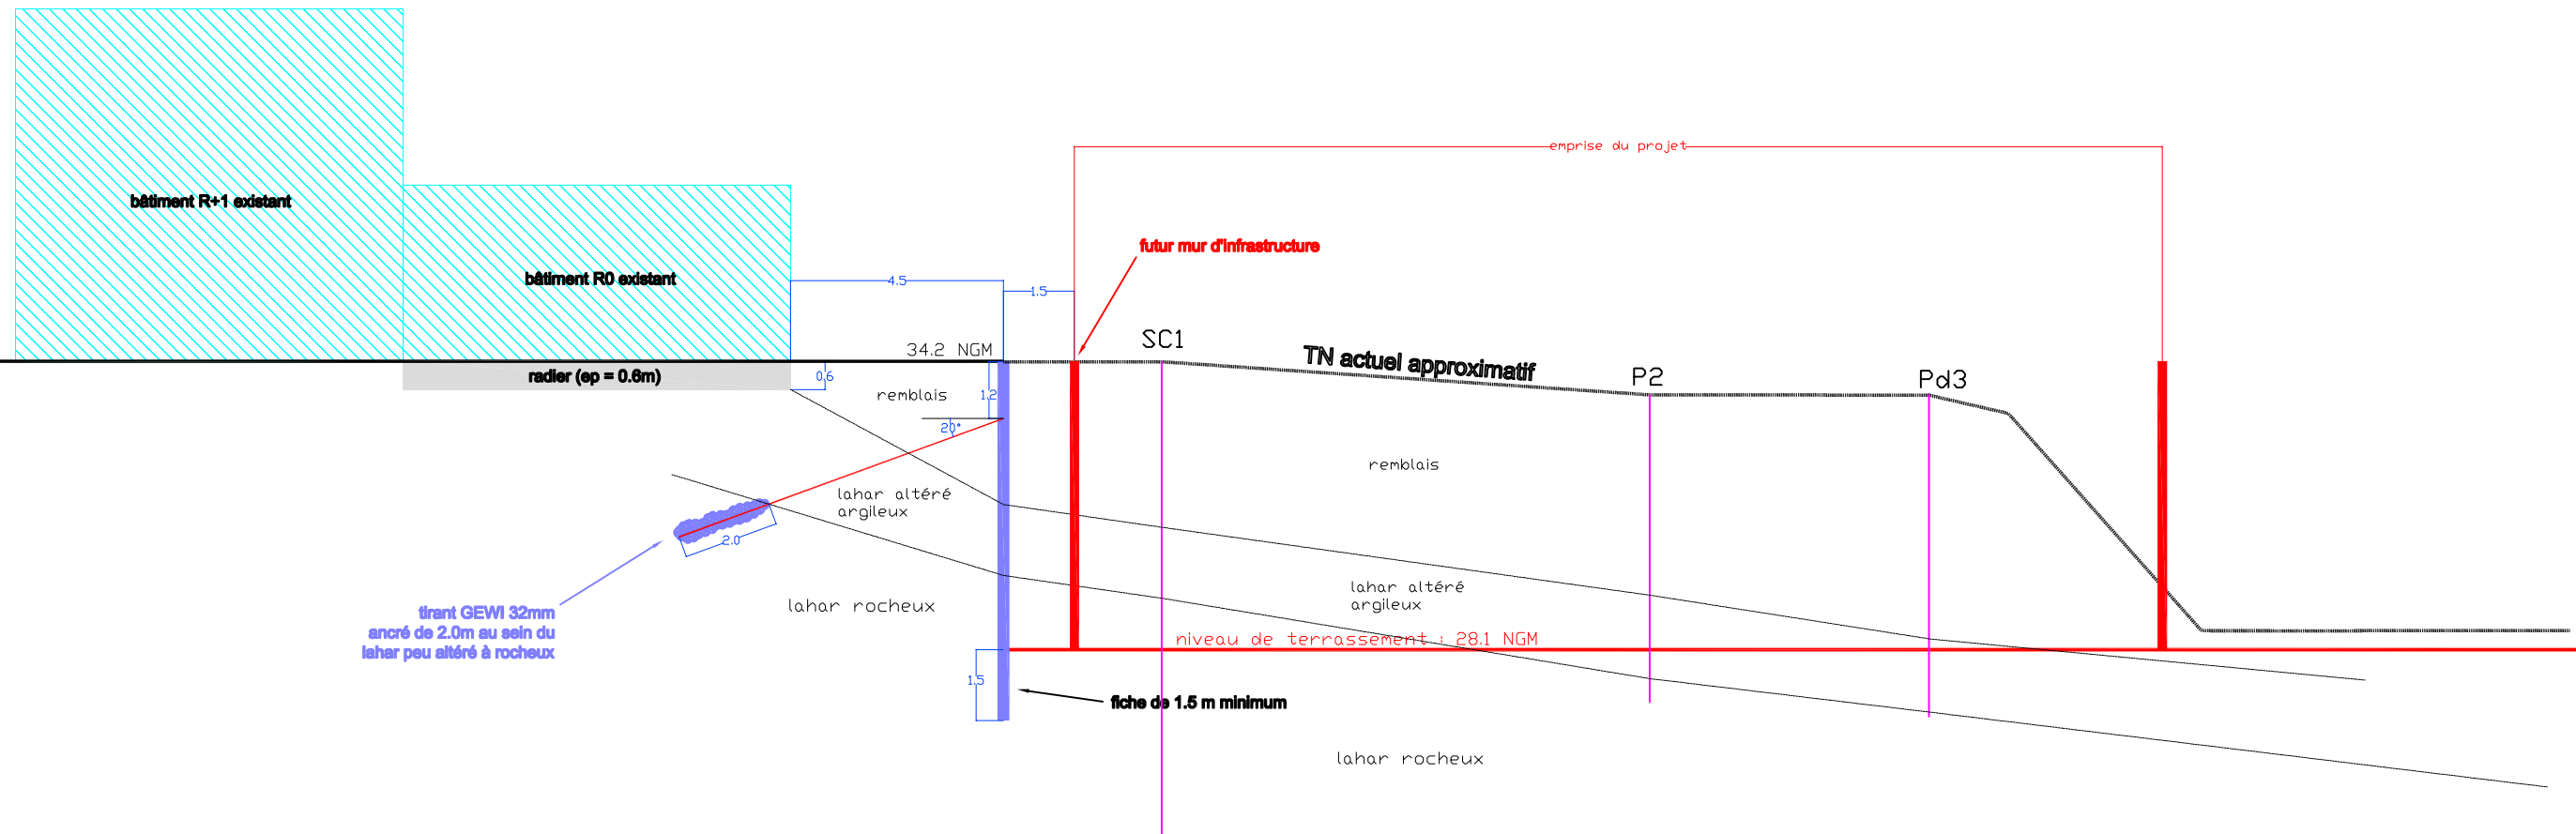 emprise du projet
bâtiment R+1 existant
futur mur d'infrastructure
bâtiment R0 existant
4.5
1.5
34.2 NGM
SC1
TN actuel approximatif
radier (ep = 0.6m)
0.6
P2
Pd3
remblais
1.2
20°
remblais
lahar altéré
argileux
2.0
lahar altéré
argileux
lahar rocheux
tirant GEWI 32mm
ancré de 2.0m au sein du
lahar peu altéré à rocheux
niveau de terrassement : 28.1 NGM
1.5
fiche de 1.5 m minimum
lahar rocheux